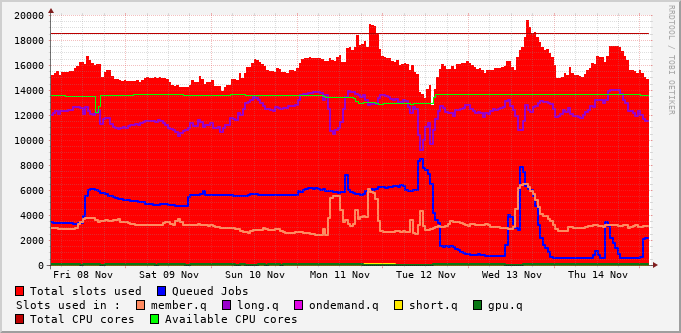 20000
18000
16000
14000
12000
10000
8000
6000
4000
2000
0
Fri 08 Nov Sat 09 Nov Sun 10 Nov Mon 11 Nov Tue 12 Nov Wed 13 Nov Thu 14 Nov
RRDTOOL / TOBI OETIKER
Total slots used Queued Jobs
Slots used in : member.q long.q ondemand.q short.q gpu.q
Total CPU cores Available CPU cores